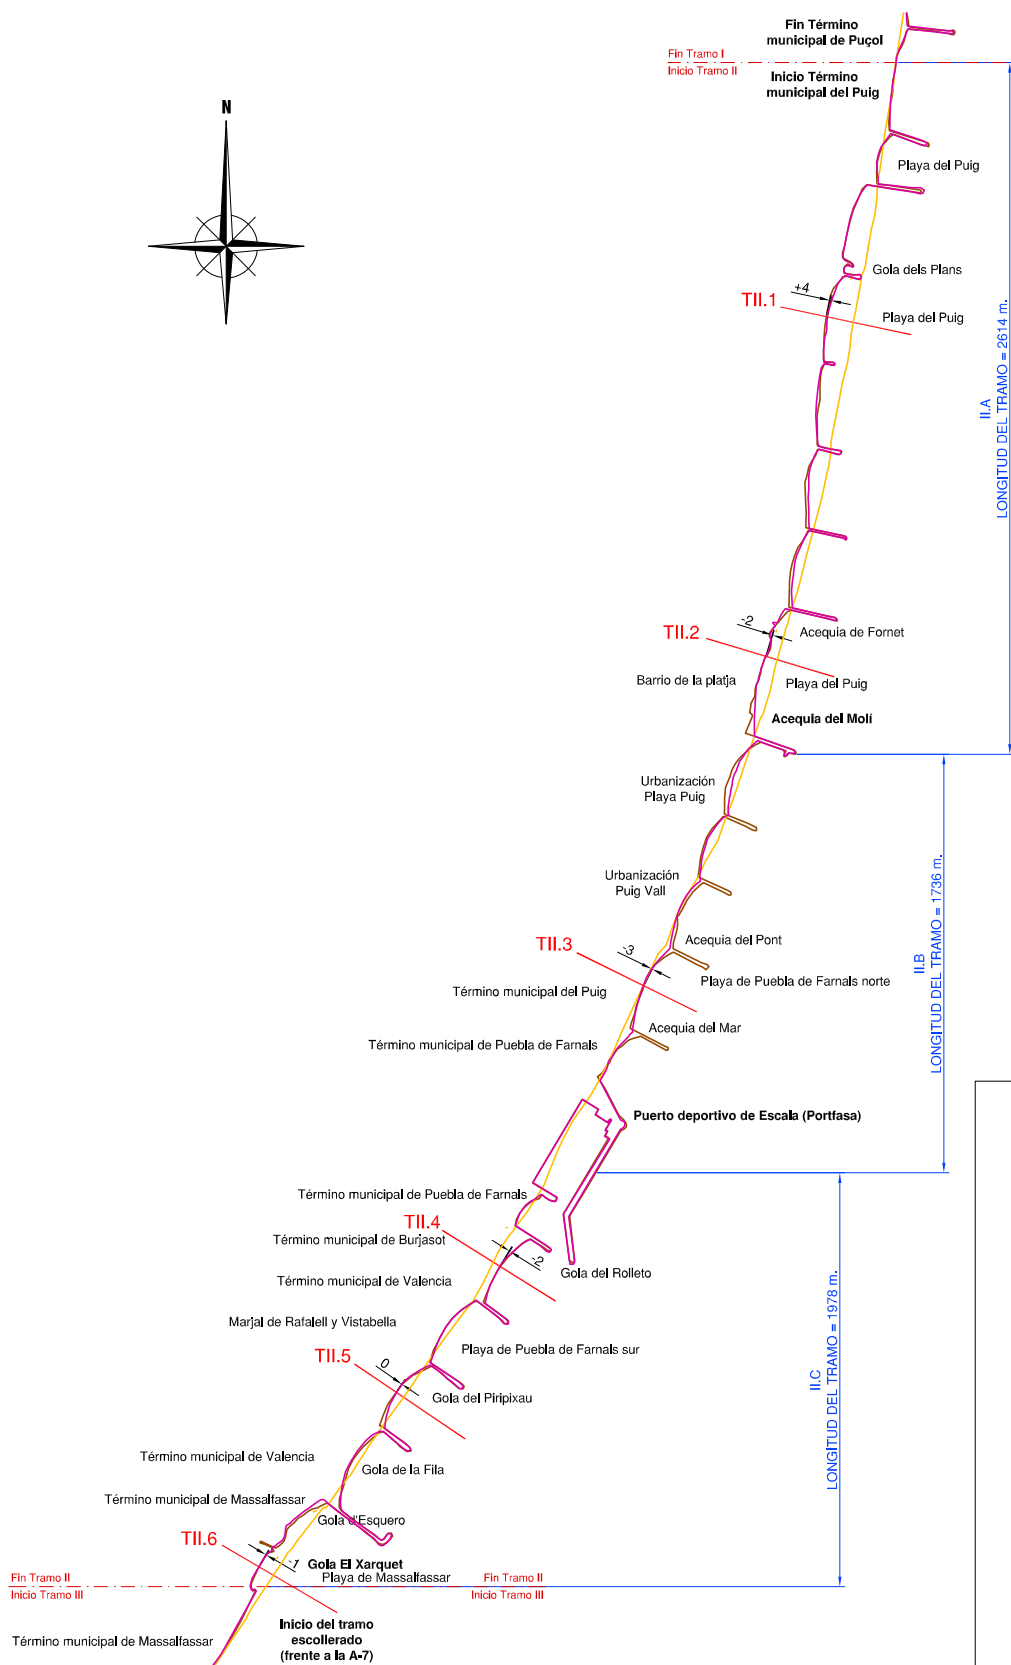 Fin Término
municipal de Puçol
Fin Tramo I
Inicio Tramo II
Inicio Término
municipal del Puig
N
Playa del Puig
Gola dels Plans
+4
TII.1
Playa del Puig
II.A
LONGITUD DEL TRAMO = 2614 m.
-2
TII.2
Acequia de Fornet
Barrio de la platja
Playa del Puig
Acequia del Molí
Urbanización
Playa Puig
Urbanización
Puig Vall
II.B
LONGITUD DEL TRAMO = 1736 m.
Acequia del Pont
TII.3
-3
Playa de Puebla de Farnals norte
Término municipal del Puig
Acequia del Mar
Término municipal de Puebla de Farnals
Puerto deportivo de Escala (Portfasa)
Término municipal de Puebla de Farnals
TII.4
Término municipal de Burjasot
-2
Gola del Rolleto
Término municipal de Valencia
Marjal de Rafalell y Vistabella
Playa de Puebla de Farnals sur
TII.5
0
Gola del Piripixau
II.C
LONGITUD DEL TRAMO = 1978 m.
Término municipal de Valencia
Gola de la Fila
Término municipal de Massalfassar
Gola d'Esquero
TII.6
-1
Gola El Xarquet
Playa de Massalfassar
Fin Tramo II
Inicio Tramo III
Fin Tramo II
Inicio Tramo III
Inicio del tramo
escollerado
(frente a la A-7)
Término municipal de Massalfassar